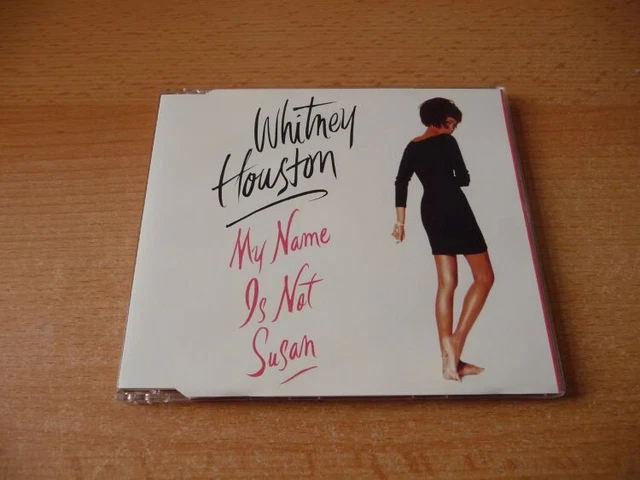 Whitney
Houston
My Name
Is Not
Susan